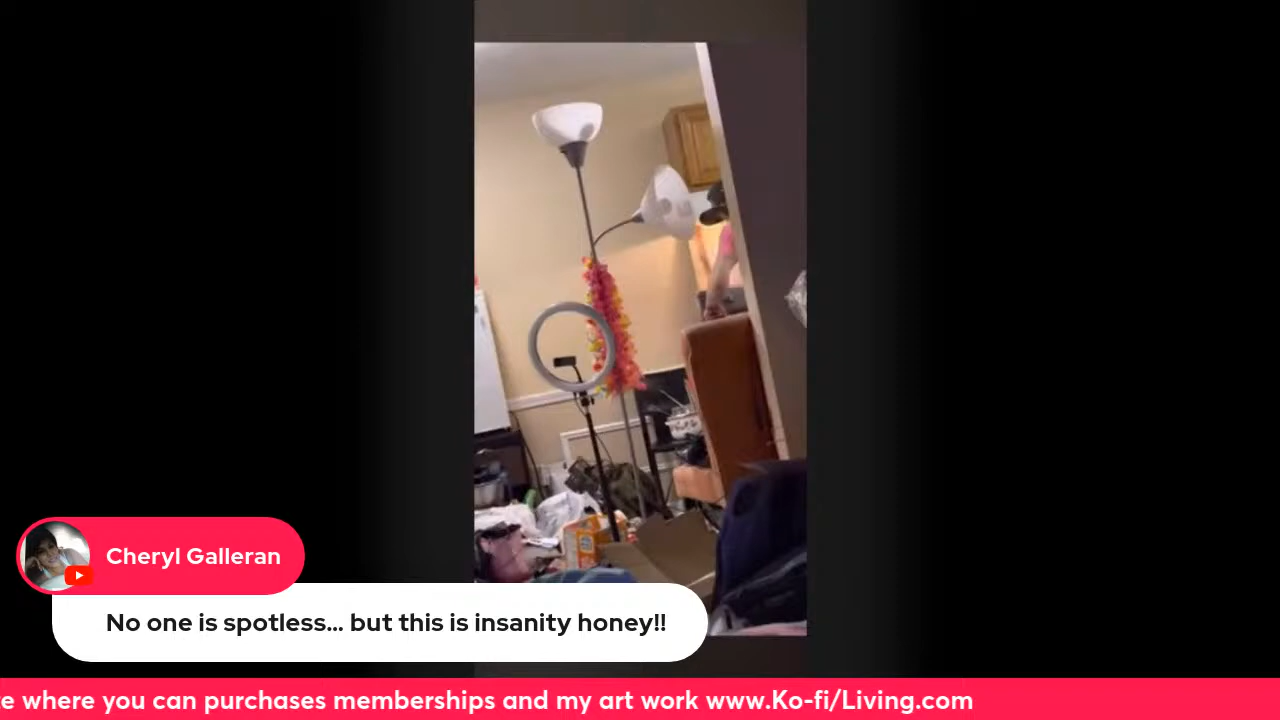 Cheryl Galleran
No one is spotless... but this is insanity honey!!
e where you can purchases memberships and my art work www.Ko-fi/Living.com